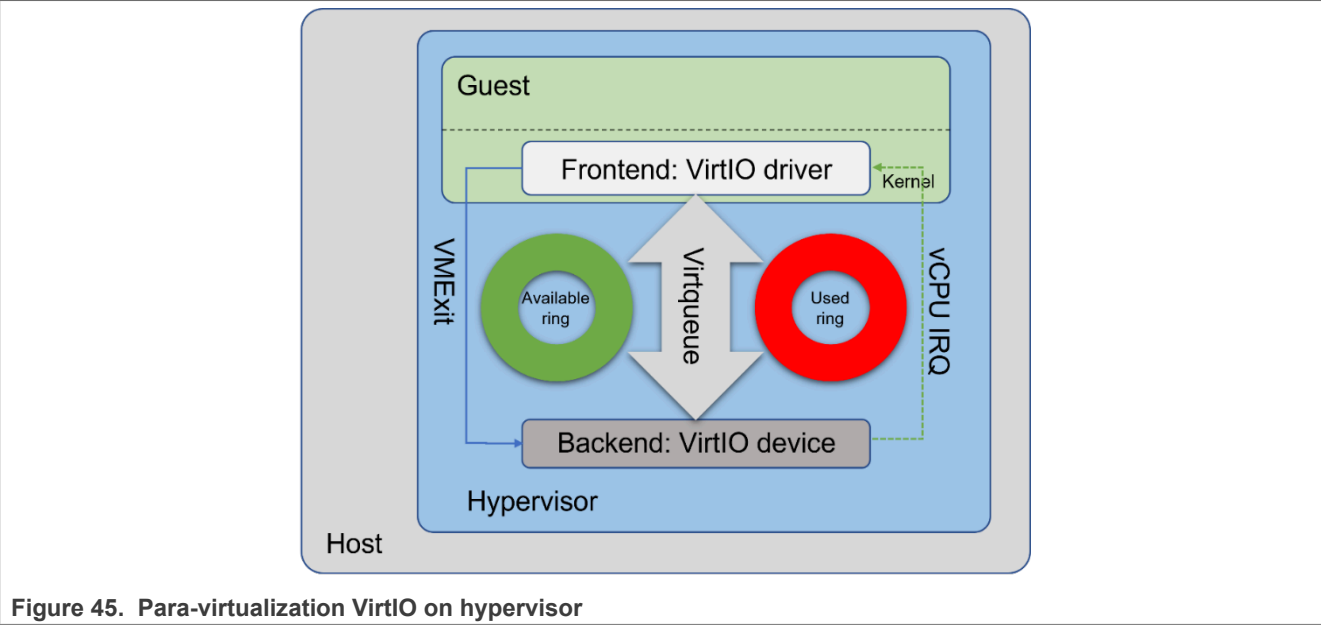 Guest
Frontend: VirtIO driver
Kernel
VMExit
Available
ring
Virtqueue
Used
ring
vCPU IRQ
Backend: VirtIO device
Hypervisor
Host
Figure 45. Para-virtualization VirtIO on hypervisor